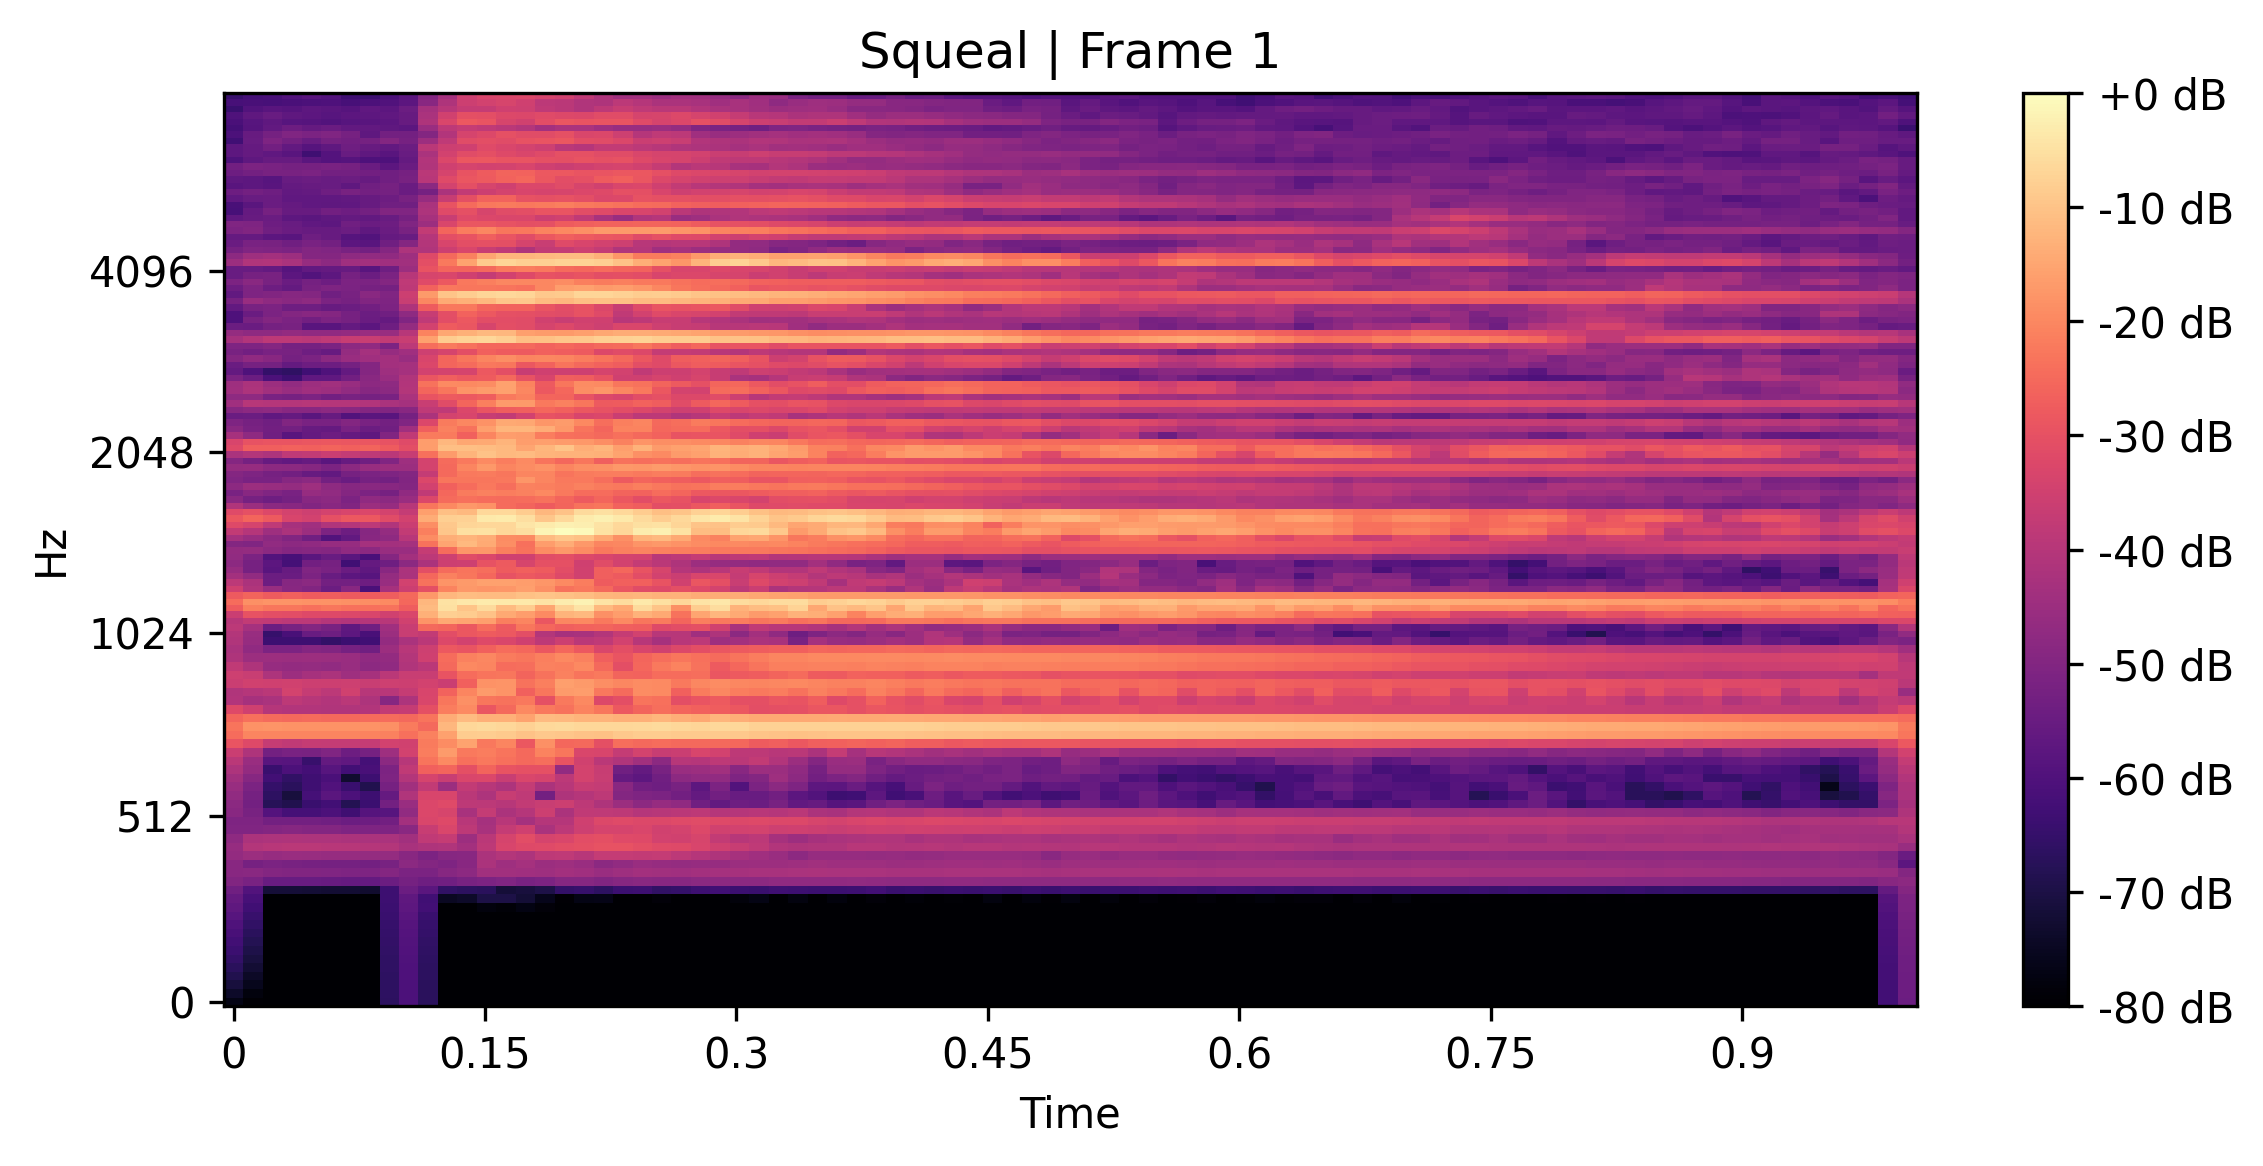 Squeal | Frame 1
Hz
4096
2048
1024
512
0
0 0.15 0.3 0.45 0.6 0.75 0.9
Time
+0 dB
-10 dB
-20 dB
-30 dB
-40 dB
-50 dB
-60 dB
-70 dB
-80 dB